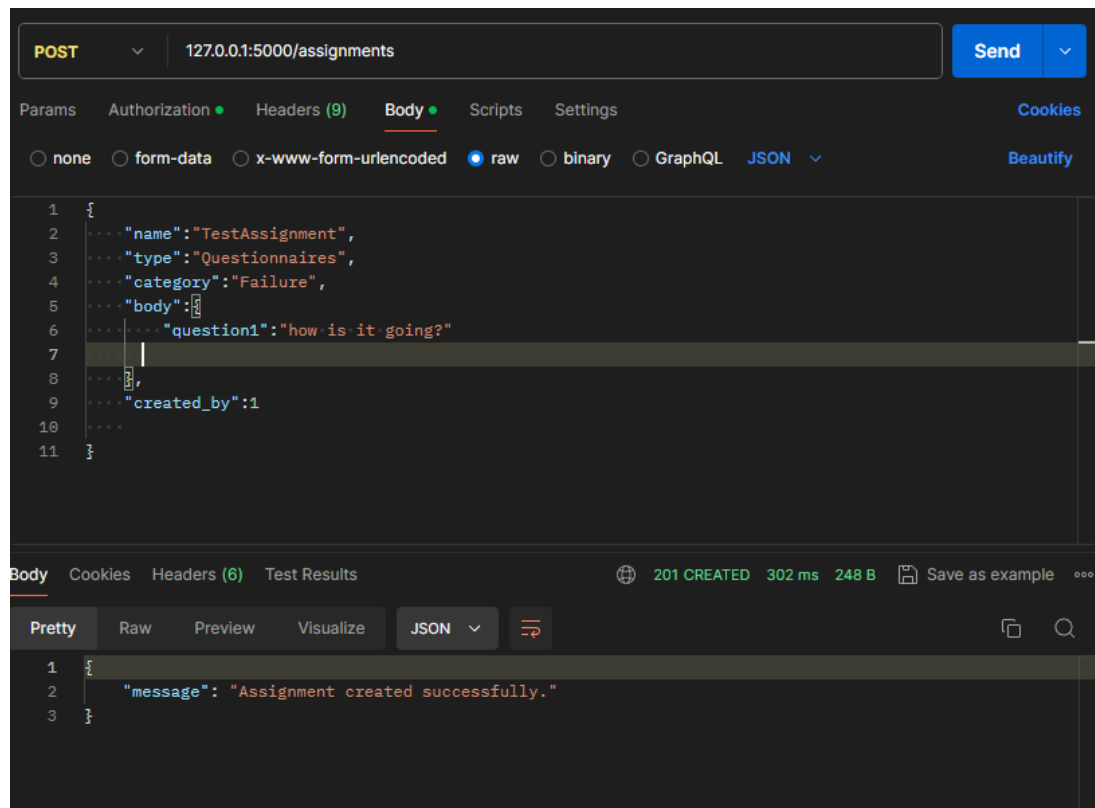 POST 127.0.0.1:5000/assignments Send
Params Authorization Headers (9) Body Scripts Settings Cookies
none form-data x-www-form-urlencoded raw binary GraphQL JSON Beautify
1 {
2 "name":"TestAssignment",
3 "type":"Questionnaires",
4 "category":"Failure",
5 "body":{
6 "question1":"how is it going?"
7
8 },
9 "created_by":1
10
11 }
Body Cookies Headers (6) Test Results 201 CREATED 302 ms 248 B Save as example
Pretty Raw Preview Visualize JSON
1 {
2 "message": "Assignment created successfully."
3 }